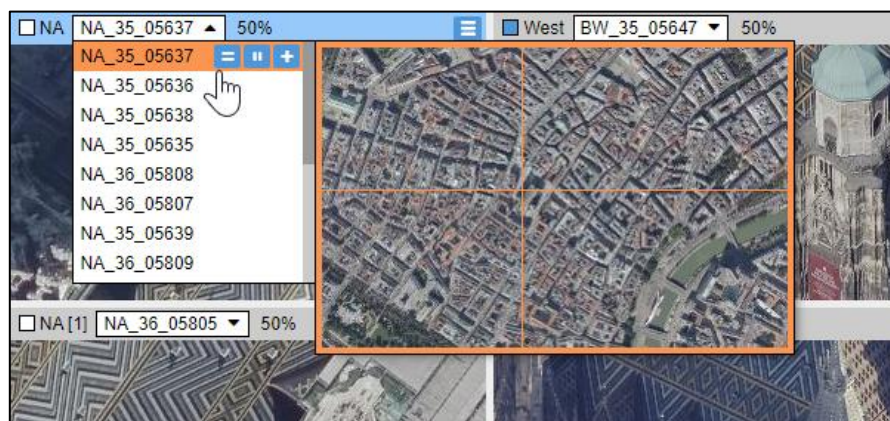 NA NA_35_05637 50%
West BW_35_05647 50%
NA_35_05637
NA_35_05636
NA_35_05638
NA_35_05635
NA_36_05808
NA_36_05807
NA_35_05639
NA_36_05809
NA [1] NA_36_05805 50%